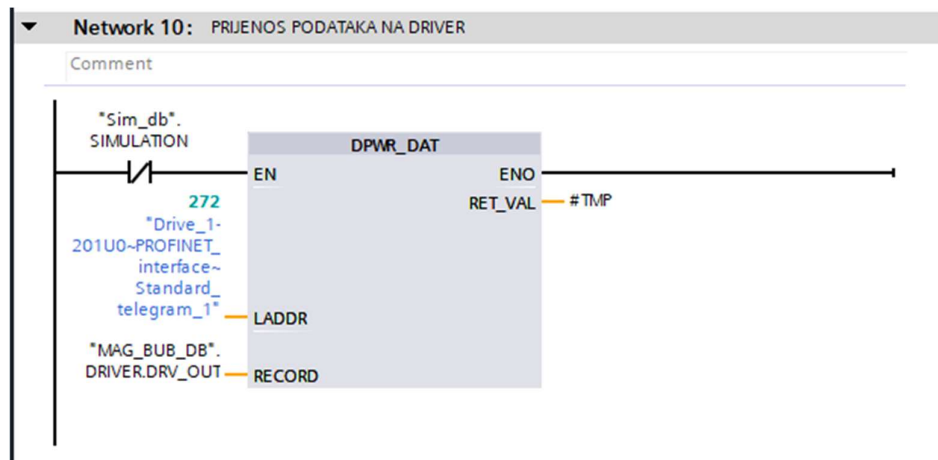 Network 10: PRIJENOS PODATAKA NA DRIVER
Comment
"Sim_db".
SIMULATION
DPWR_DAT
EN
ENO
272
"Drive_1-
201U0~PROFINET_
interface~
Standard_
telegram_1"
RET_VAL
#TMP
LADDR
"MAG_BUB_DB".
DRIVER.DRV_OUT
RECORD